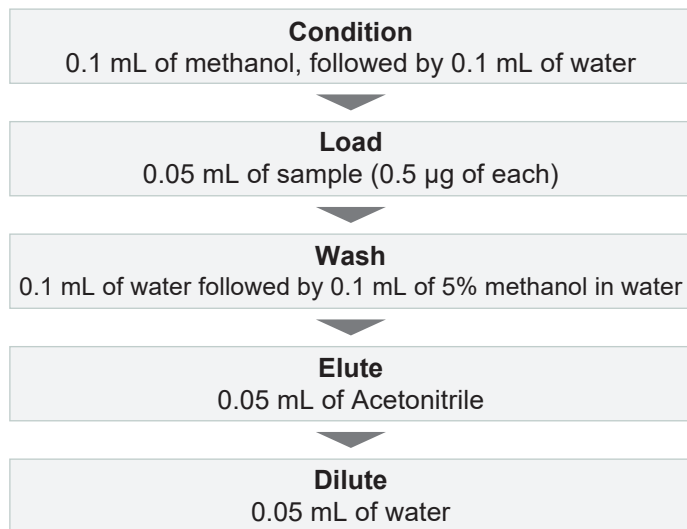 Condition
0.1 mL of methanol, followed by 0.1 mL of water
Load
0.05 mL of sample (0.5 µg of each)
Wash
0.1 mL of water followed by 0.1 mL of 5% methanol in water
Elute
0.05 mL of Acetonitrile
Dilute
0.05 mL of water